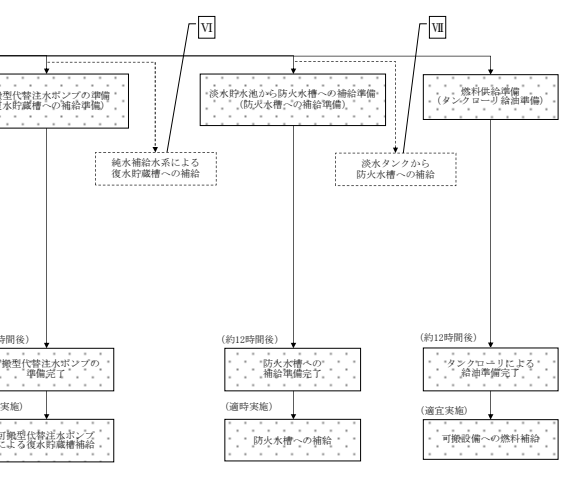 Ⅵ
Ⅶ
型代替注水ポンプの準備
水貯蔵槽への補給準備)
淡水貯水池から防火水槽への補給準備
(防火水槽への補給準備)
燃料供給準備
(タンクローリ給油準備)
純水補給水系による
復水貯蔵槽への補給
淡水タンクから
防火水槽への補給
時間後)
(約12時間後)
(約12時間後)
搬型代替注水ポンプの
準備完了
防火水槽への
補給準備完了
タンクローリによる
給油準備完了
実施)
(適時実施)
(適宜実施)
可搬型代替注水ポンプ
による復水貯蔵槽補給
防火水槽への補給
可搬設備への燃料補給